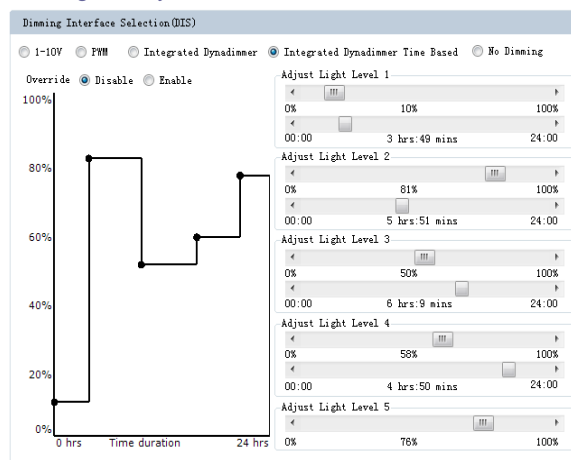 Dimming Interface Selection(DIS)
1-10V PWM Integrated Dynadimmer Integrated Dynadimmer Time Based No Dimming
Override Disable Enable
100%
80%
60%
40%
20%
0%
0 hrs Time duration 24 hrs
Adjust Light Level 1
0% 10% 100%
00:00 3 hrs:49 mins 24:00
Adjust Light Level 2
0% 81% 100%
00:00 5 hrs:51 mins 24:00
Adjust Light Level 3
0% 50% 100%
00:00 6 hrs:9 mins 24:00
Adjust Light Level 4
0% 58% 100%
00:00 4 hrs:50 mins 24:00
Adjust Light Level 5
0% 76% 100%